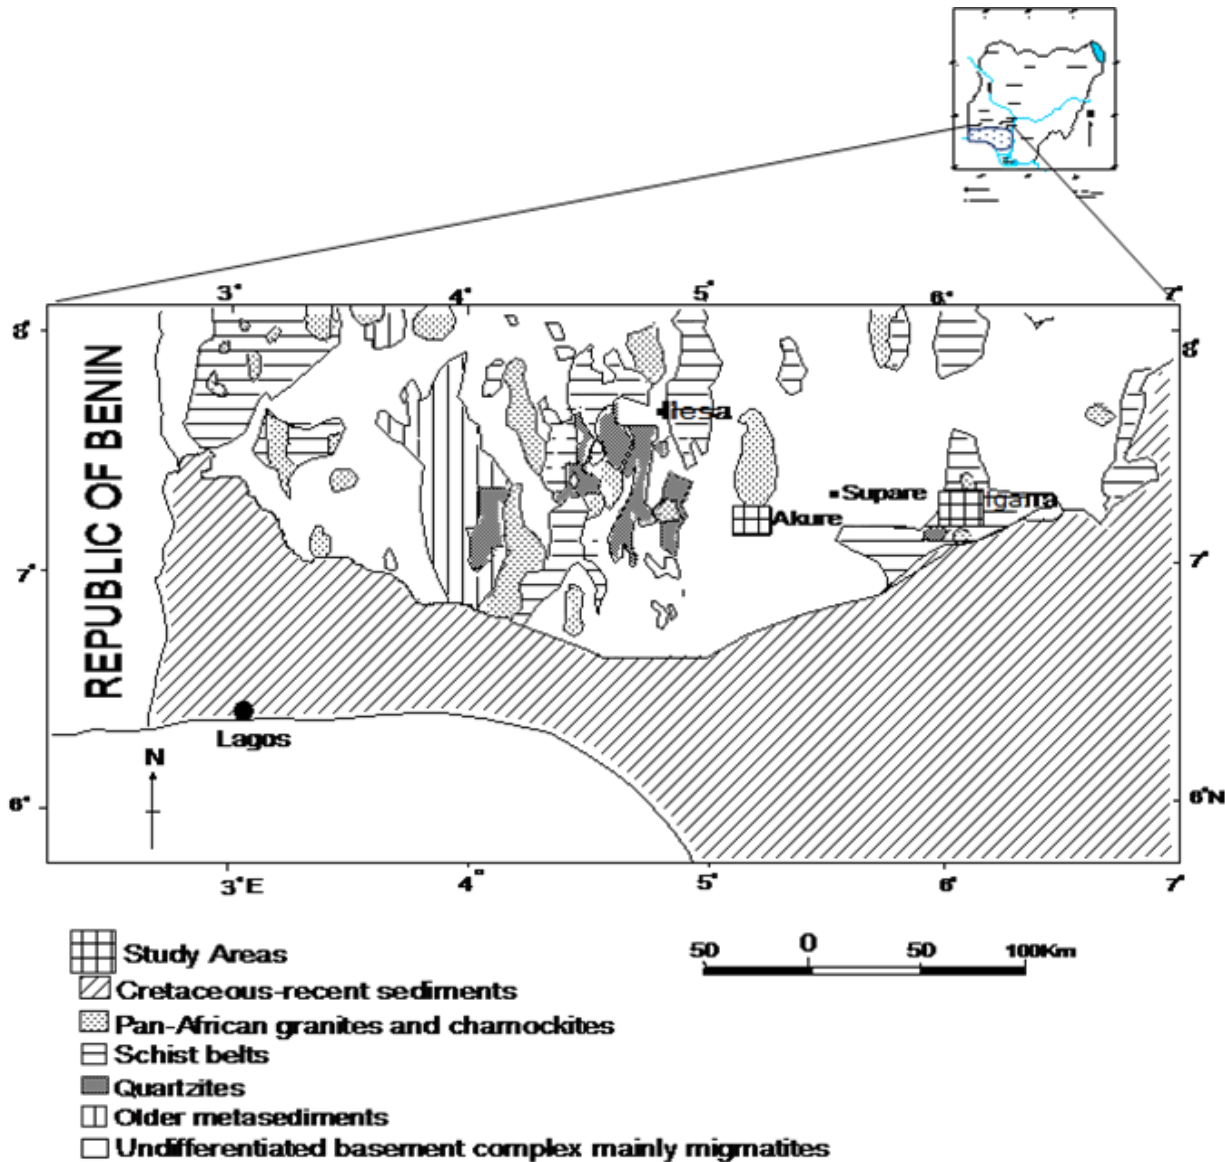 3° 4° 5° 6° 7°
8° 8°
REPUBLIC OF BENIN
Ilesa
Supare
Igarra
Akure
7° 7°
Lagos
N
6° 6°N
3°E 4° 5° 6° 7°
Study Areas
50 0 50 100Km
Cretaceous-recent sediments
Pan-African granites and charnockites
Schist belts
Quartzites
Older metasediments
Undifferentiated basement complex mainly migmatites